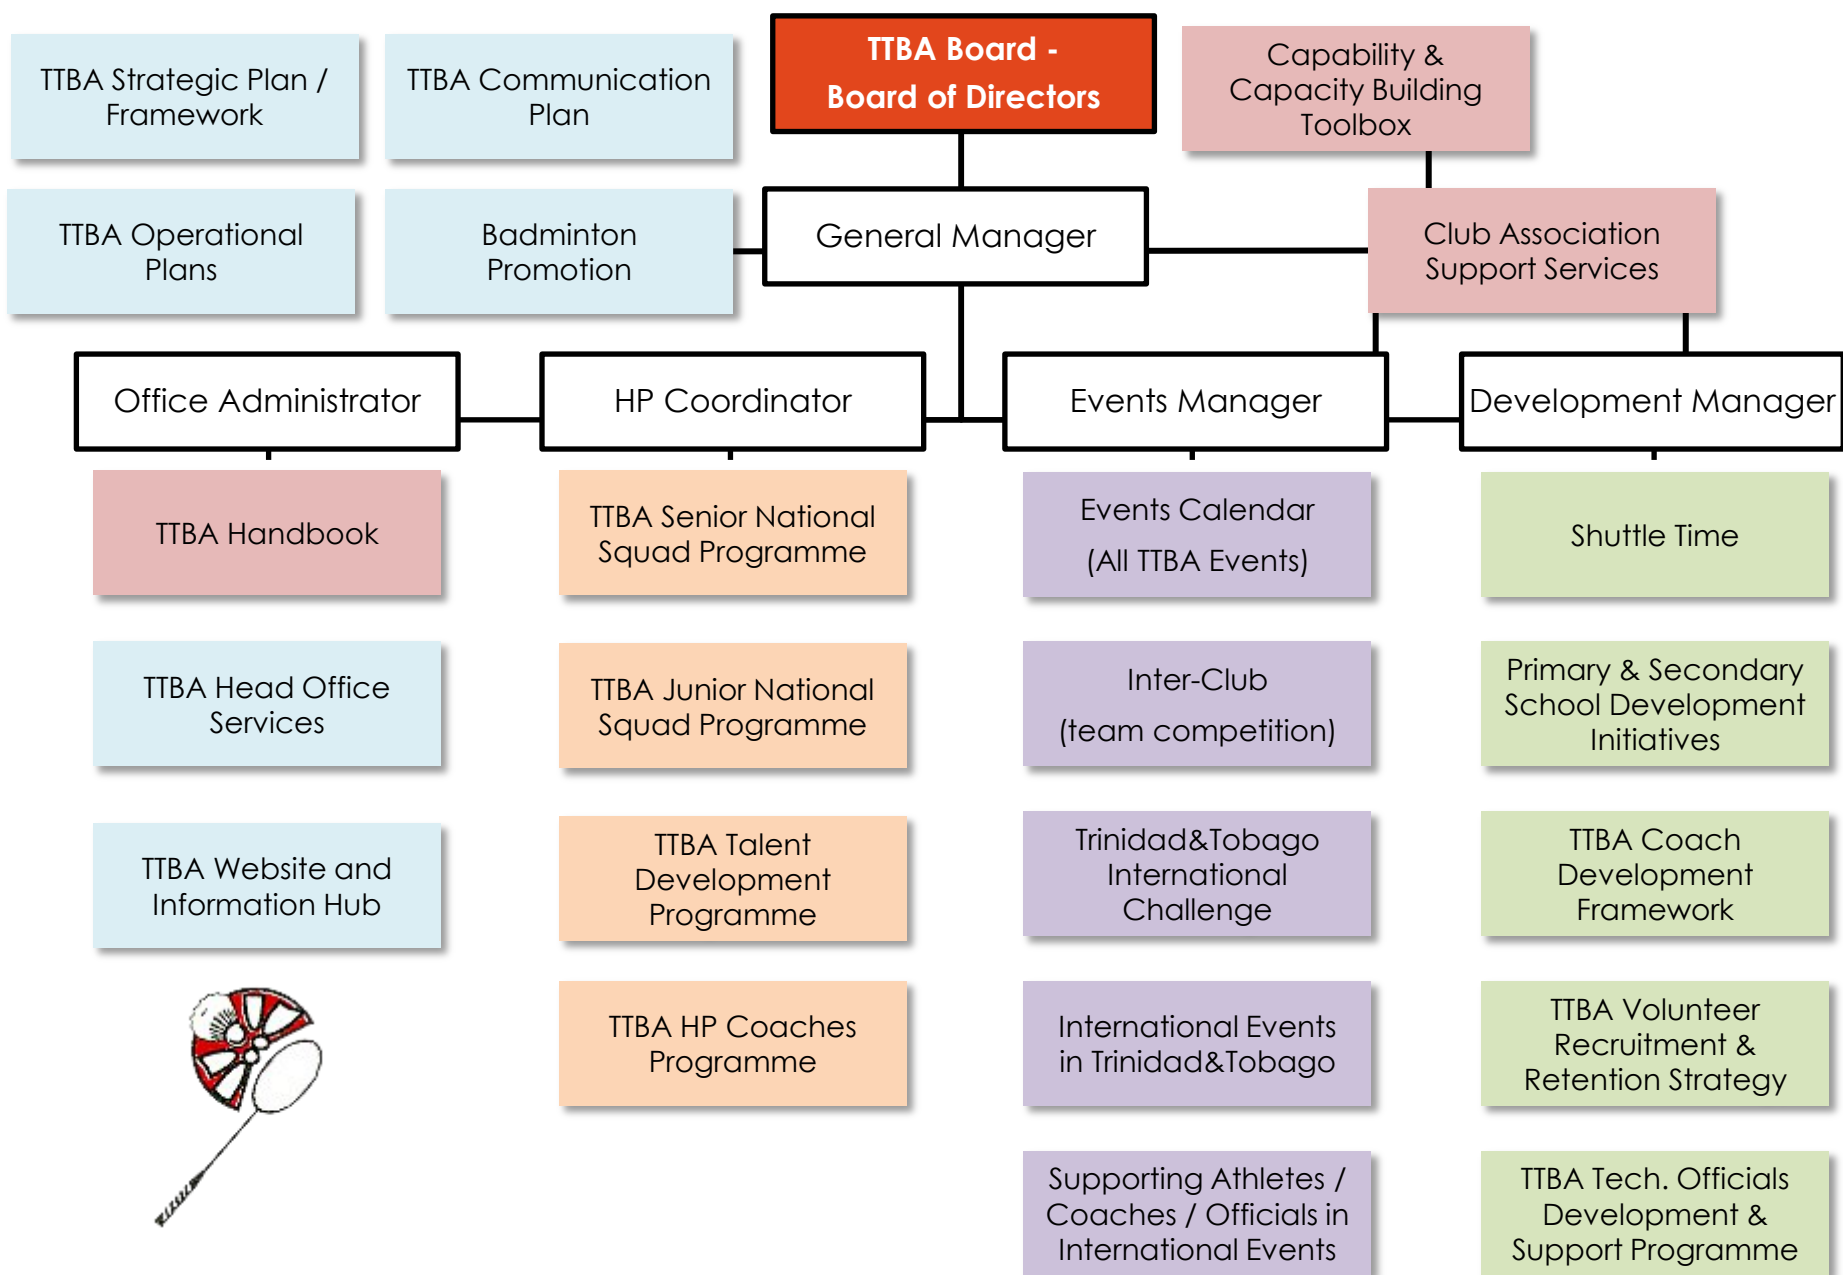 TTBA Strategic Plan /
Framework
TTBA Communication
Plan
TTBA Board -
Board of Directors
Capability &
Capacity Building
Toolbox
TTBA Operational
Plans
Badminton
Promotion
General Manager
Club Association
Support Services
Office Administrator
HP Coordinator
Events Manager
Development Manager
TTBA Handbook
TTBA Head Office
Services
TTBA Website and
Information Hub
TTBA Senior National
Squad Programme
TTBA Junior National
Squad Programme
TTBA Talent
Development
Programme
TTBA HP Coaches
Programme
Events Calendar
(All TTBA Events)
Inter-Club
(team competition)
Trinidad&Tobago
International
Challenge
International Events
in Trinidad&Tobago
Supporting Athletes /
Coaches / Officials in
International Events
Shuttle Time
Primary & Secondary
School Development
Initiatives
TTBA Coach
Development
Framework
TTBA Volunteer
Recruitment &
Retention Strategy
TTBA Tech. Officials
Development &
Support Programme